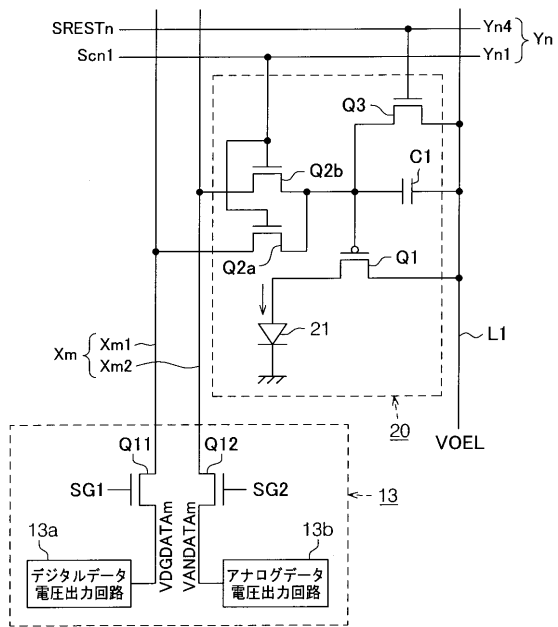 SRESTn
Yn4
Scn1
Yn1
Yn
Q3
C1
Q2b
Q2a
Q1
21
L1
Xm
Xm1
Xm2
20
VOEL
Q11
Q12
SG1
SG2
13
VDGDATAm
VANDATAm
13a
13b
デジタルデータ
電圧出力回路
アナログデータ
電圧出力回路